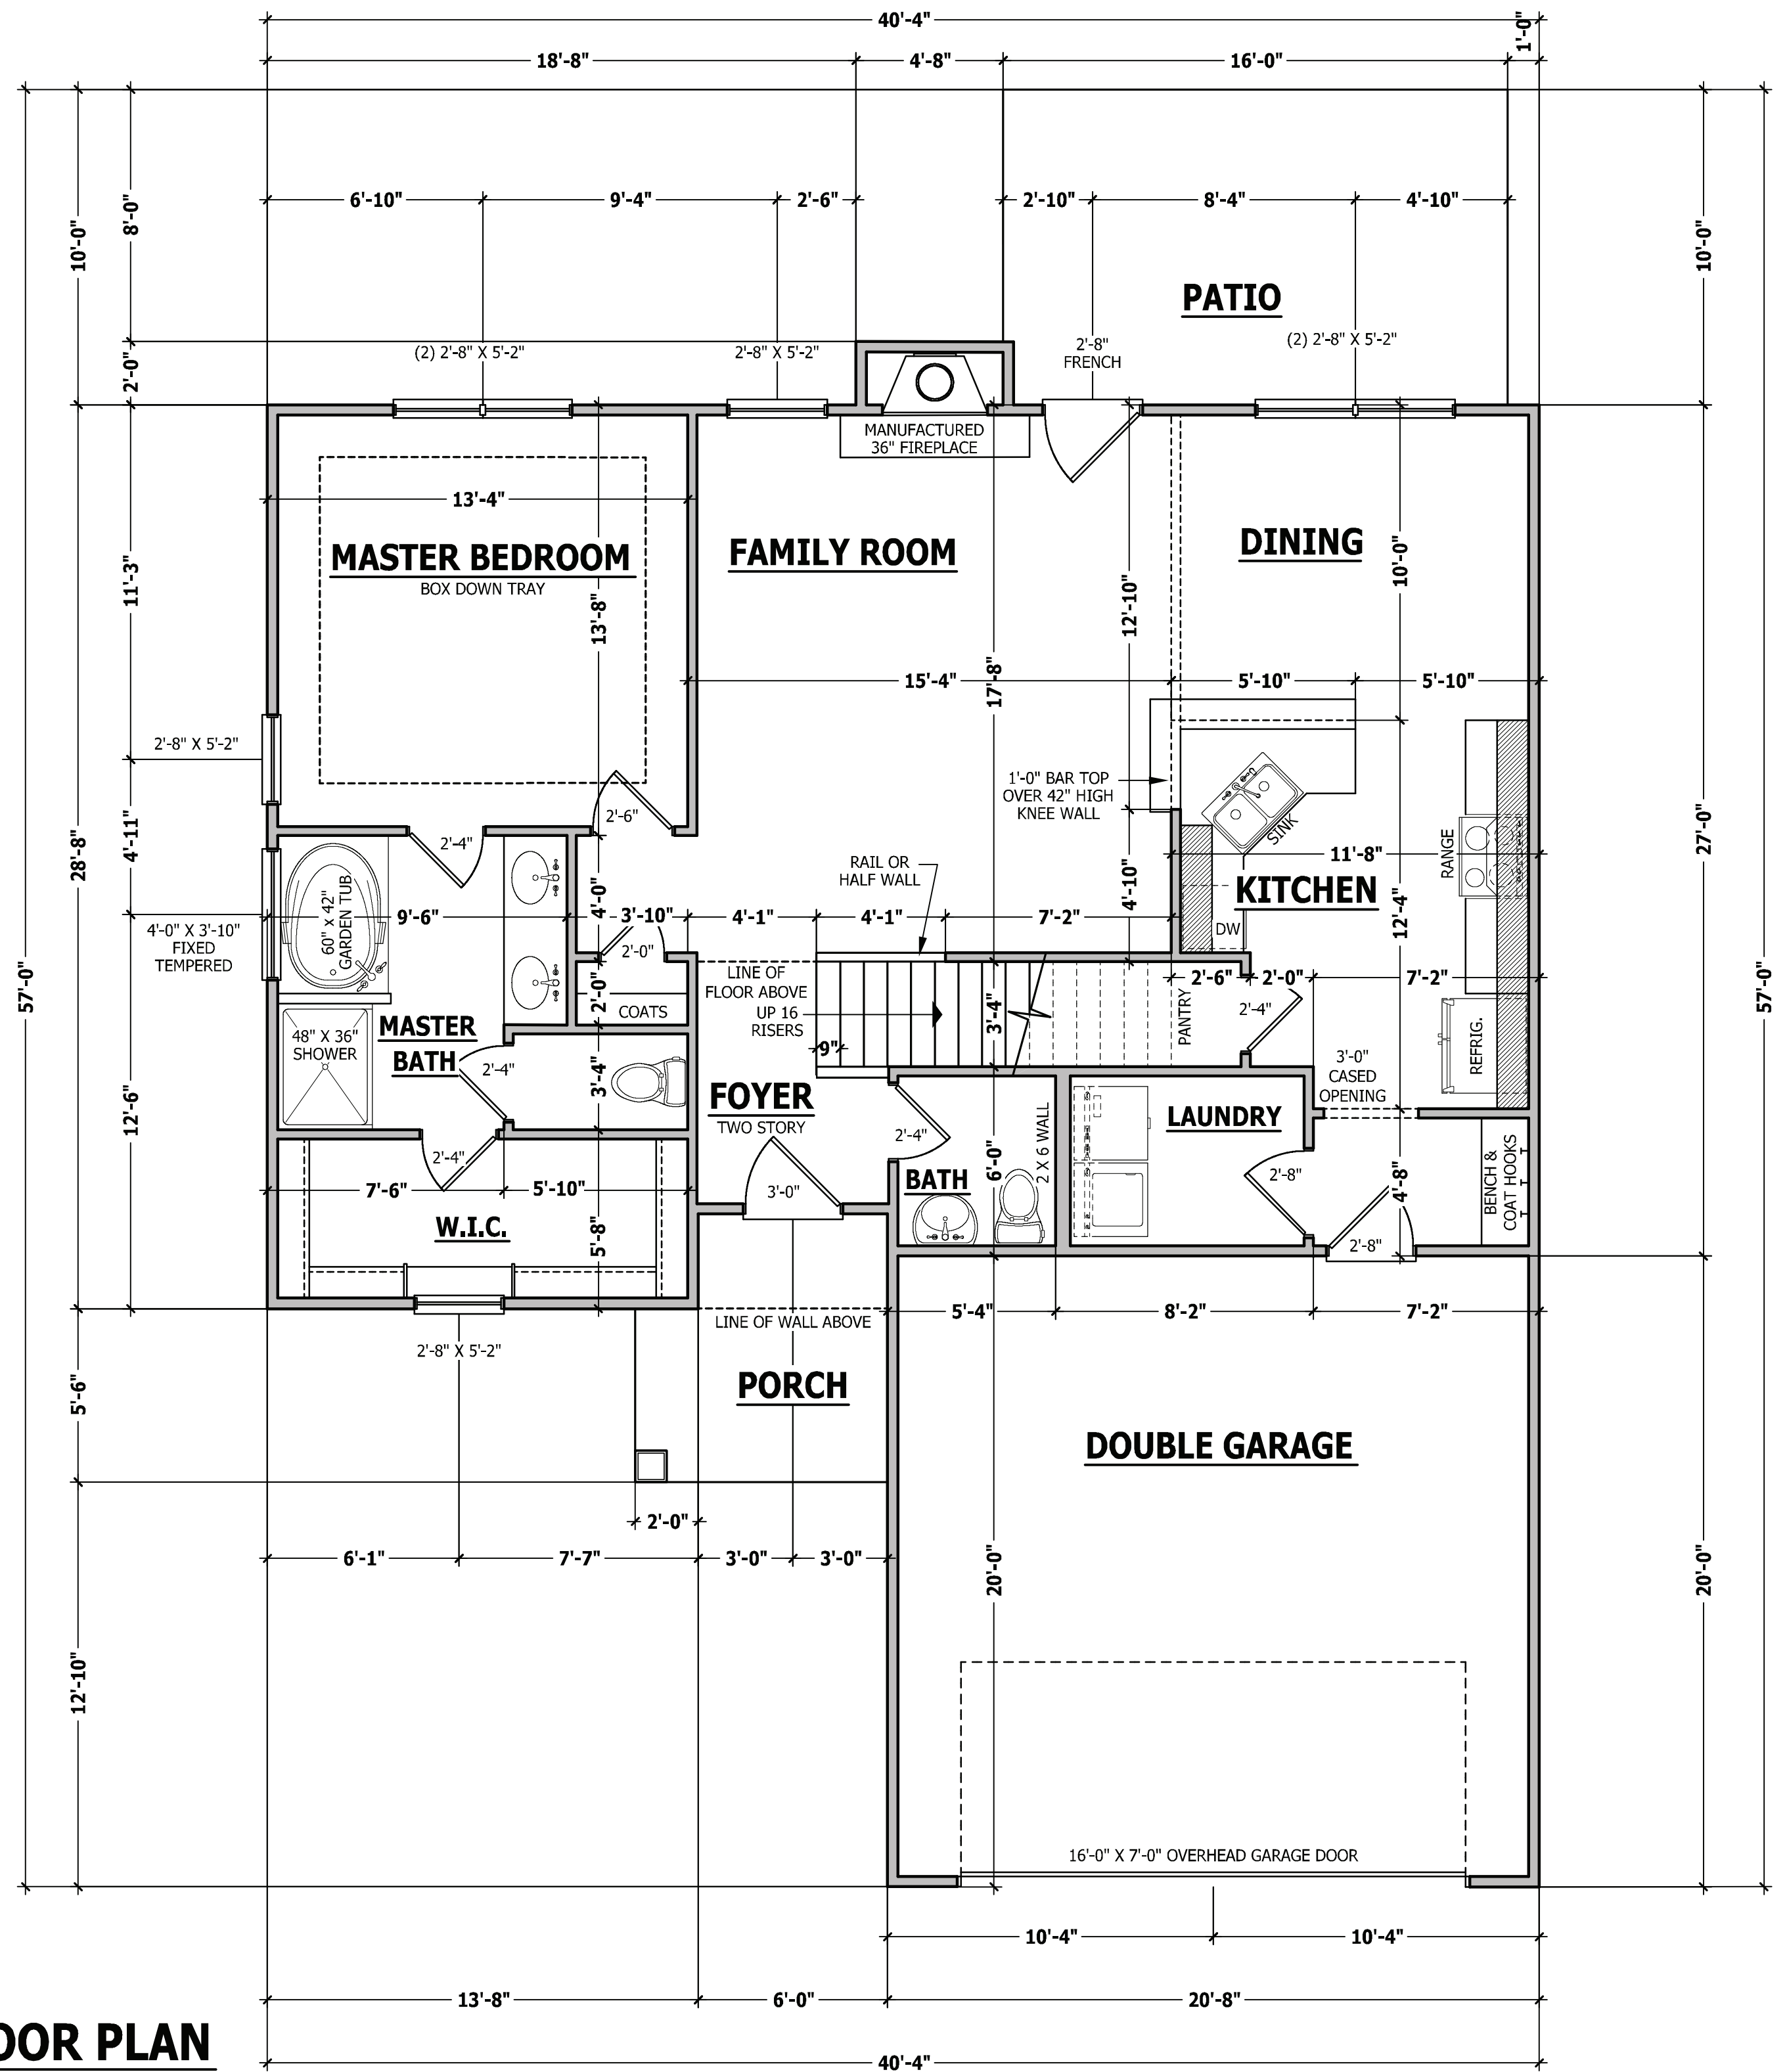 40'-4"
1'-0"
18'-8"
4'-8"
16'-0"
6'-10"
9'-4"
2'-6"
2'-10"
8'-4"
4'-10"
8'-0"
10'-0"
10'-0"
PATIO
(2) 2'-8" X 5'-2"
2'-8" X 5'-2"
2'-8"
FRENCH
(2) 2'-8" X 5'-2"
2'-0"
MANUFACTURED
36" FIREPLACE
13'-4"
MASTER BEDROOM
BOX DOWN TRAY
FAMILY ROOM
DINING
11'-3"
13'-8"
12'-10"
10'-0"
17'-8"
15'-4"
5'-10"
5'-10"
2'-8" X 5'-2"
1'-0" BAR TOP
OVER 42" HIGH
KNEE WALL
SINK
2'-6"
2'-4"
4'-11"
28'-8"
27'-0"
RANGE
11'-8"
RAIL OR
HALF WALL
KITCHEN
60" x 42"
GARDEN TUB
9'-6"
4'-0"
3'-10"
4'-1"
4'-1"
7'-2"
4'-10"
12'-4"
DW
4'-0" X 3'-10"
FIXED
TEMPERED
2'-0"
57'-0"
57'-0"
LINE OF
FLOOR ABOVE
UP 16
RISERS
9"
2'-0"
COATS
3'-4"
PANTRY
2'-6"
2'-0"
7'-2"
2'-4"
REFRIG.
48" X 36"
SHOWER
MASTER
BATH
2'-4"
3'-4"
3'-0"
CASED
OPENING
12'-6"
FOYER
TWO STORY
2'-4"
BATH
6'-0"
2 X 6 WALL
LAUNDRY
2'-8"
4'-8"
BENCH &
COAT HOOKS
2'-4"
7'-6"
5'-10"
3'-0"
W.I.C.
5'-8"
2'-8"
LINE OF WALL ABOVE
5'-4"
8'-2"
7'-2"
2'-8" X 5'-2"
PORCH
5'-6"
DOUBLE GARAGE
2'-0"
6'-1"
7'-7"
3'-0"
3'-0"
20'-0"
20'-0"
12'-10"
16'-0" X 7'-0" OVERHEAD GARAGE DOOR
10'-4"
10'-4"
13'-8"
6'-0"
20'-8"
OOR PLAN
40'-4"